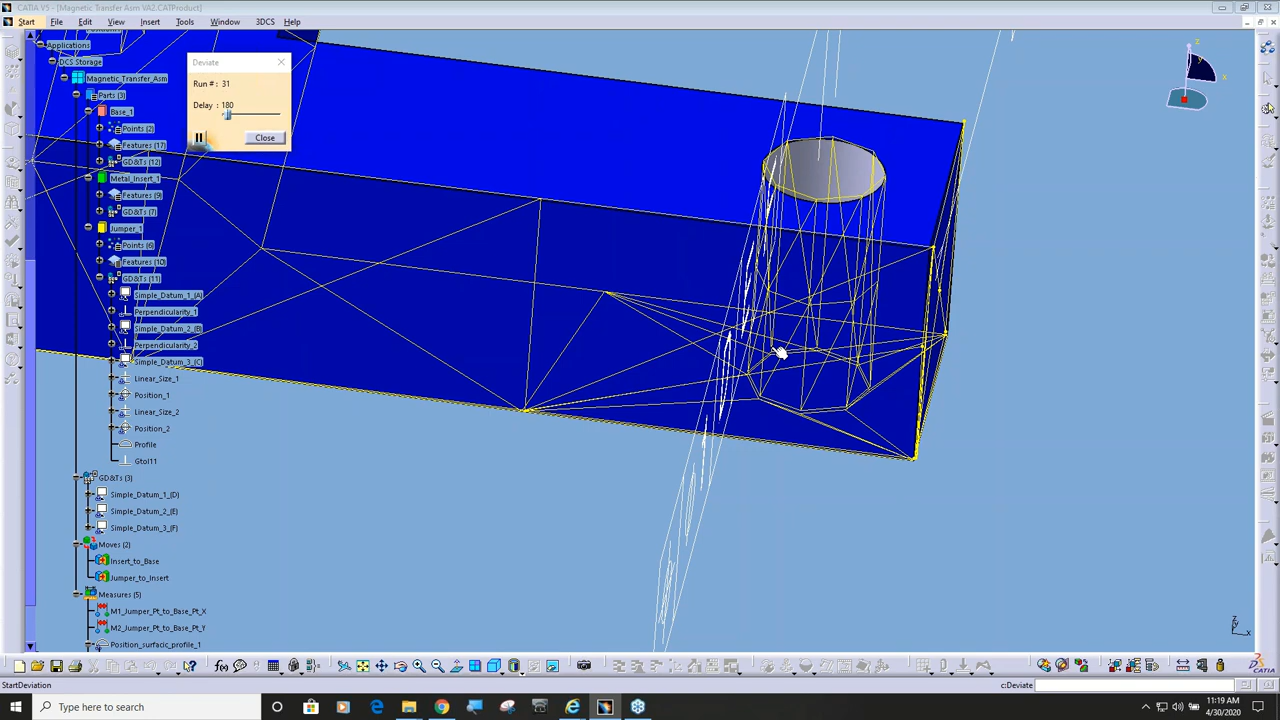 CATIA V5 - [Magnetic Transfer Asm VA2.CATProduct]
Start File Edit View Insert Tools Window 3DCS Help
Applications
DCS Storage
Magnetic_Transfer_Asm
Parts (3)
Base_1
Points (2)
Features (17)
GD&Ts (12)
Metal_Insert_1
Features (9)
GD&Ts (7)
Jumper_1
Points (6)
Features (10)
GD&Ts (11)
Simple_Datum_1_(A)
Perpendicularity_1
Simple_Datum_2_(B)
Perpendicularity_2
Simple_Datum_3_(C)
Linear_Size_1
Position_1
Linear_Size_2
Position_2
Profile
Gtol11
GD&Ts (3)
Simple_Datum_1_(D)
Simple_Datum_2_(E)
Simple_Datum_3_(F)
Moves (2)
Insert_to_Base
Jumper_to_Insert
Measures (5)
M1_Jumper_Pt_to_Base_Pt_X
M2_Jumper_Pt_to_Base_Pt_Y
Position_surfacic_profile_1
Deviate
Run # : 31
Delay : 180
Close
z
y
x
z
x
f(x)
CATIA
StartDeviation
c:Deviate
Type here to search
11:19 AM
4/30/2020